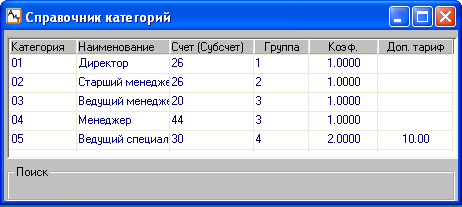 Справочник категорий
Категория Наименование Счет (Субсчет) Группа Коэф. Доп. тариф
01 Директор 26 1 1.0000
02 Старший менедже 26 2 1.0000
03 Ведущий менедже 20 3 1.0000
04 Менеджер 44 3 1.0000
05 Ведущий специал 30 4 2.0000 10.00
Поиск